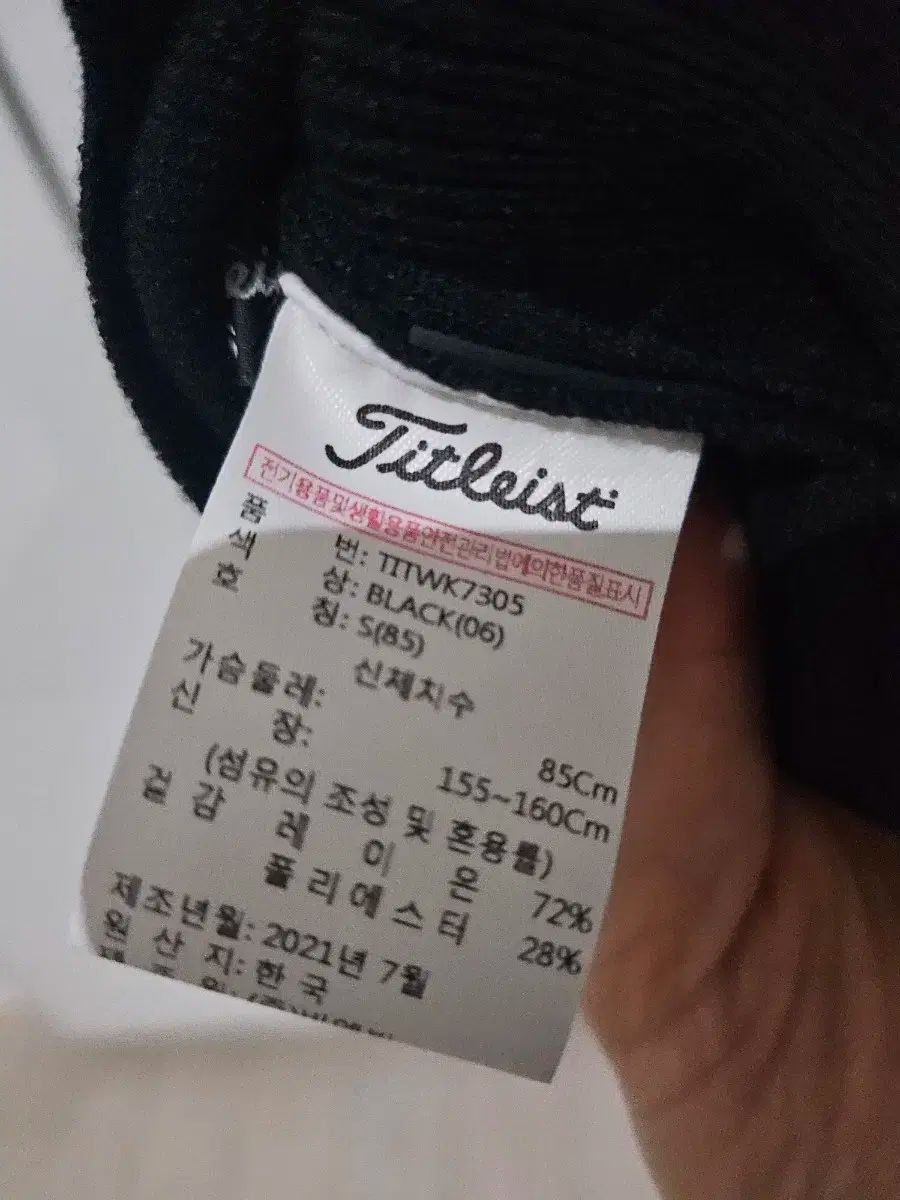 Titleist
전기용품및생활용품안전관리법에의한품질표시
품 번: TITWK7305
색 상: BLACK(06)
호 칭: S(85)
신체치수
가슴둘레: 85Cm
신 장: 155~160Cm
(섬유의 조성 및 혼용률)
겉감 레이온 72%
폴리에스터 28%
제조년월: 2021년 7월
원산지: 한국